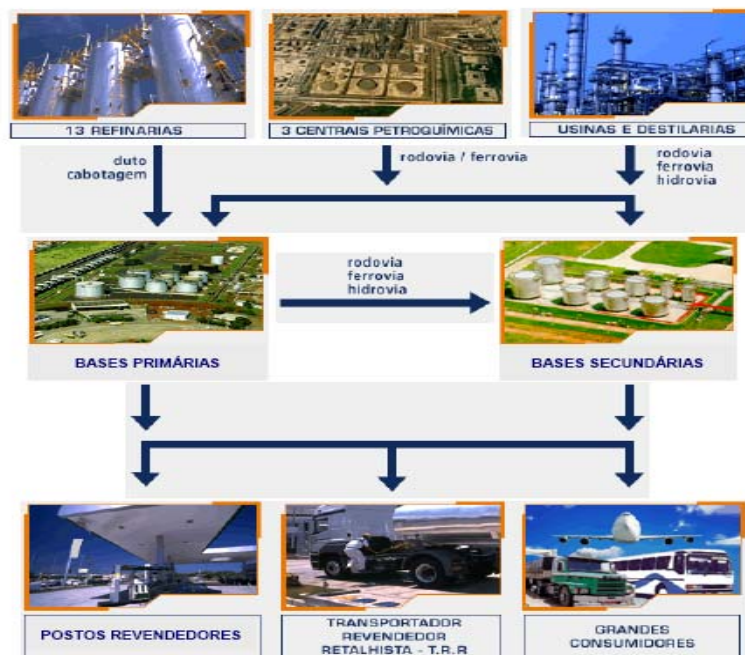 13 REFINARIAS
3 CENTRAIS PETROQUÍMICAS
USINAS E DESTILARIAS
duto
cabotagem
rodovia / ferrovia
rodovia
ferrovia
hidrovia
rodovia
ferrovia
hidrovia
BASES PRIMÁRIAS
BASES SECUNDÁRIAS
POSTOS REVENDEDORES
TRANSPORTADOR
REVENDEDOR
RETALHISTA - T.R.R
GRANDES
CONSUMIDORES